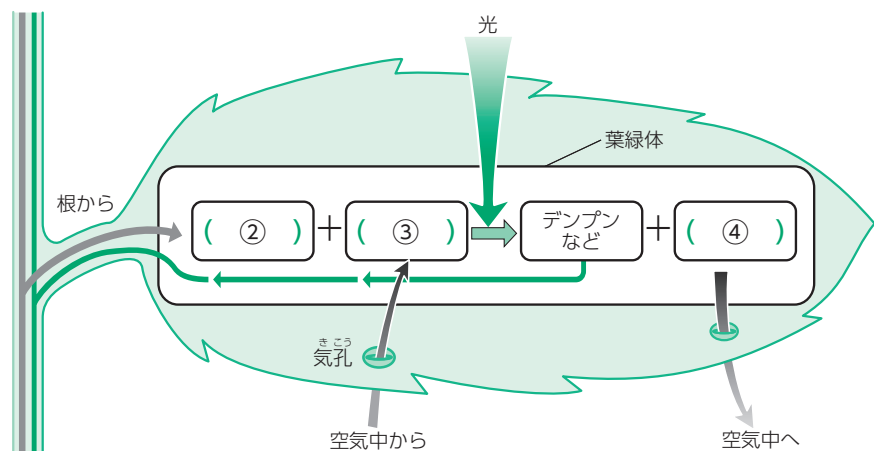 光
葉緑体
根から
( ② ) + ( ③ ) デンプン など + ( ④ )
きこう
気孔
空気中から
空気中へ